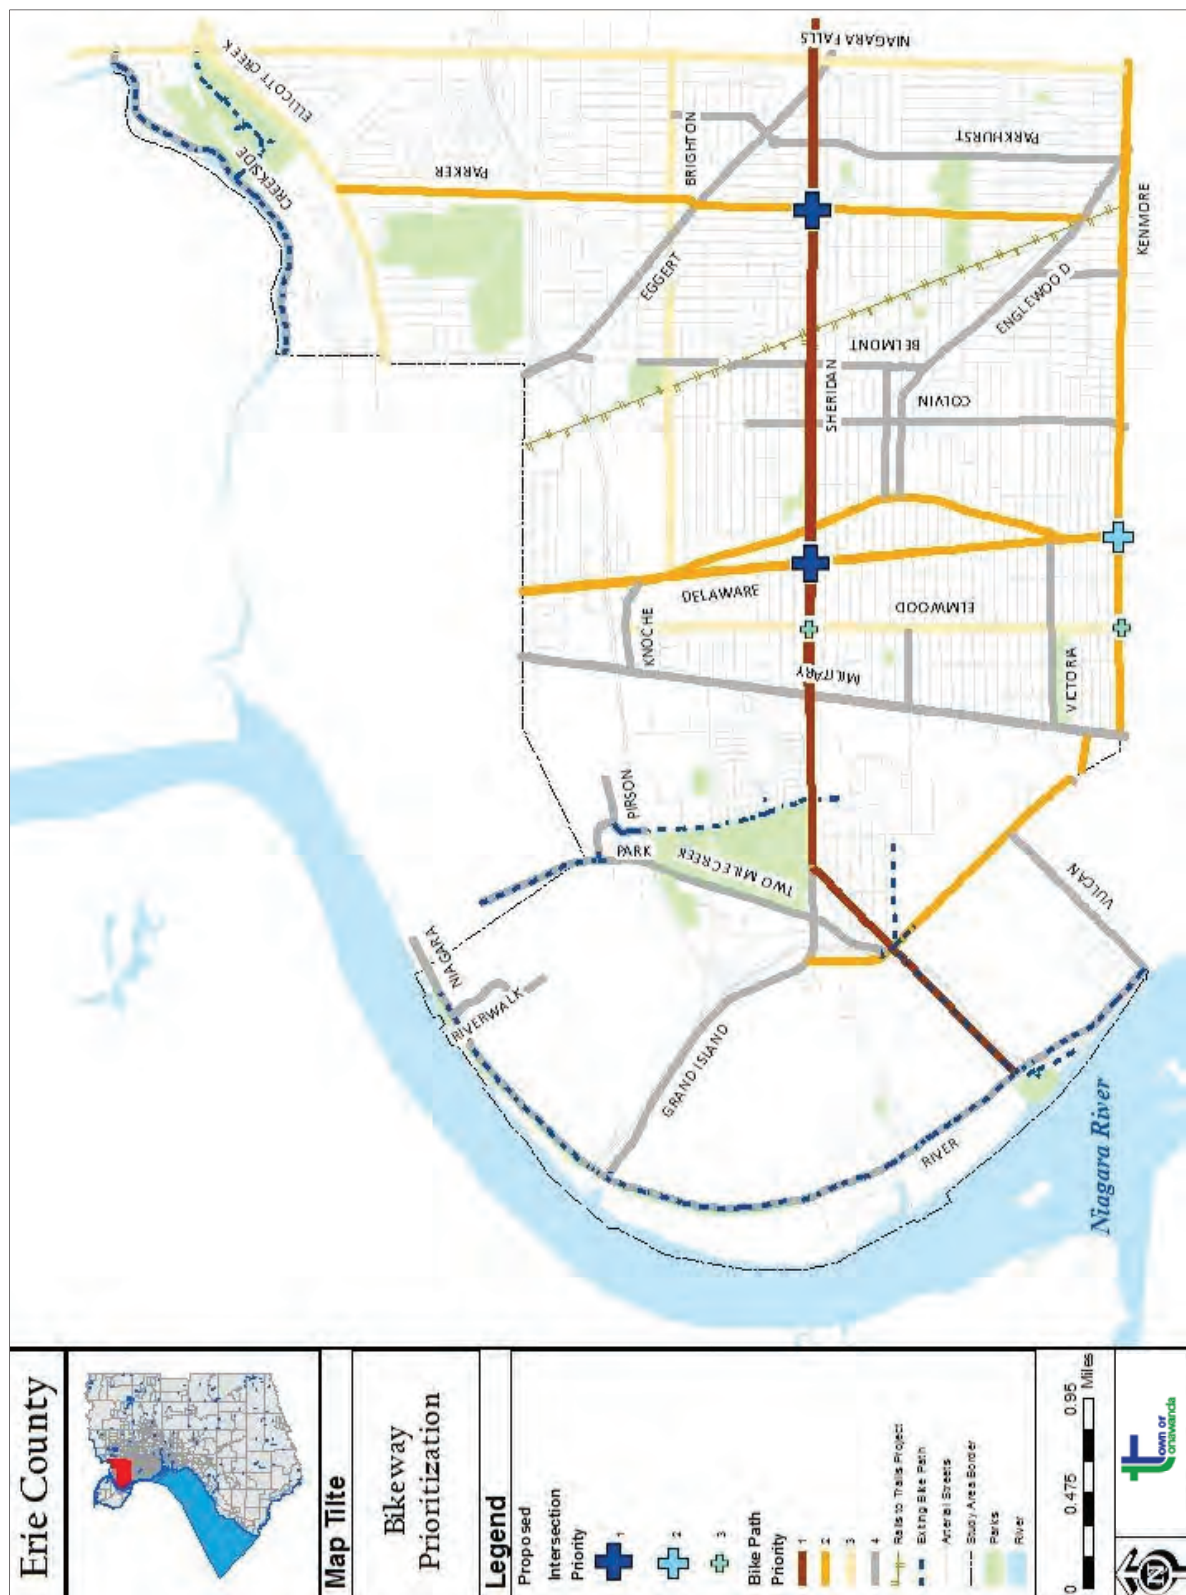 Erie County
Map Tilte
Bikeway
Prioritization
Legend
Proposed
Intersection
Priority
1
2
3
Bike Path
Priority
1
2
3
4
Rails to Trails Project
Exiting Bike Path
Arterial Streets
Study Area Border
Parks
River
0
0.475
0.95
Miles
N
town of
onawanda
NIAGARA FALLS
ELLICOTT CREEK
CREEKSIDE
PARKER
BRIGHTON
PARKHURST
KENMORE
EGGERT
ENGLEWOOD
BELMONT
SHERIDAN
COLVIN
DELAWARE
ELMWOOD
KNOCHE
MILITARY
VICTORA
PIRSON
PARK
TWO MILE CREEK
VULCAN
NIAGARA
RIVERWALK
GRAND ISLAND
RIVER
Niagara River